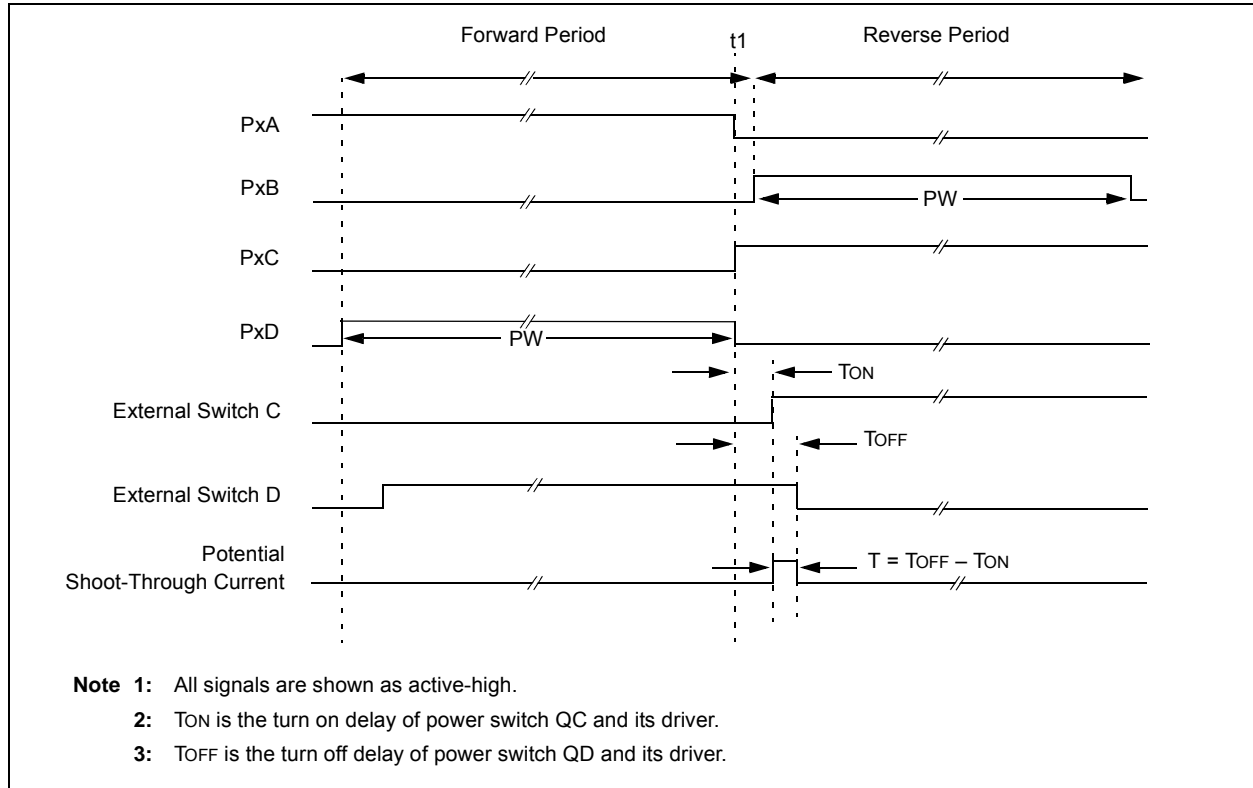 Forward Period
t1
Reverse Period
PxA
PxB
PW
PxC
PxD
PW
TON
External Switch C
TOFF
External Switch D
Potential
Shoot-Through Current
T = TOFF – TON
Note 1: All signals are shown as active-high.
2: TON is the turn on delay of power switch QC and its driver.
3: TOFF is the turn off delay of power switch QD and its driver.